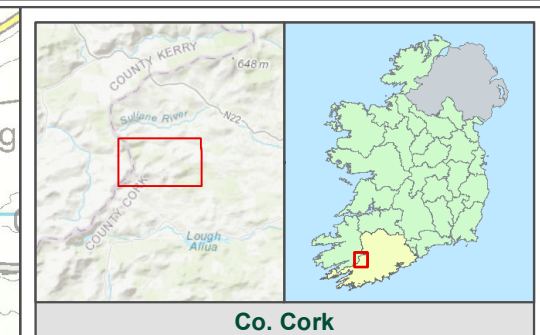 COUNTY KERRY
648 m
Sullane River
N22
g
COUNTY CORK
Lough
Allua
Co. Cork